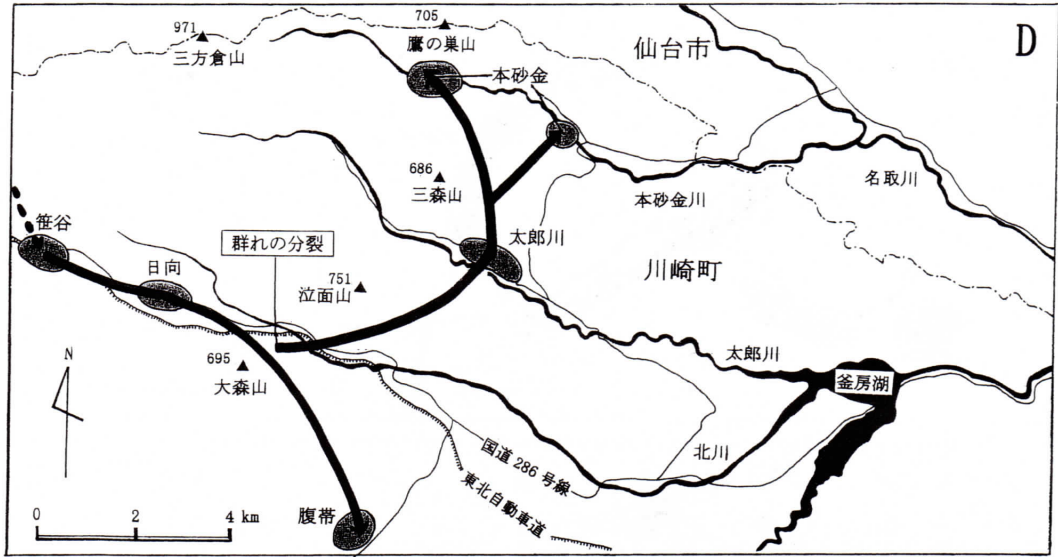 971
三方倉山
705
鷹の巣山
仙台市
D
本砂金
686
三森山
本砂金川
名取川
笹谷
日向
群れの分裂
太郎川
751
泣面山
川崎町
N
695
大森山
太郎川
釜房湖
国道286号線
北川
東北自動車道
腹帯
0 2 4 km